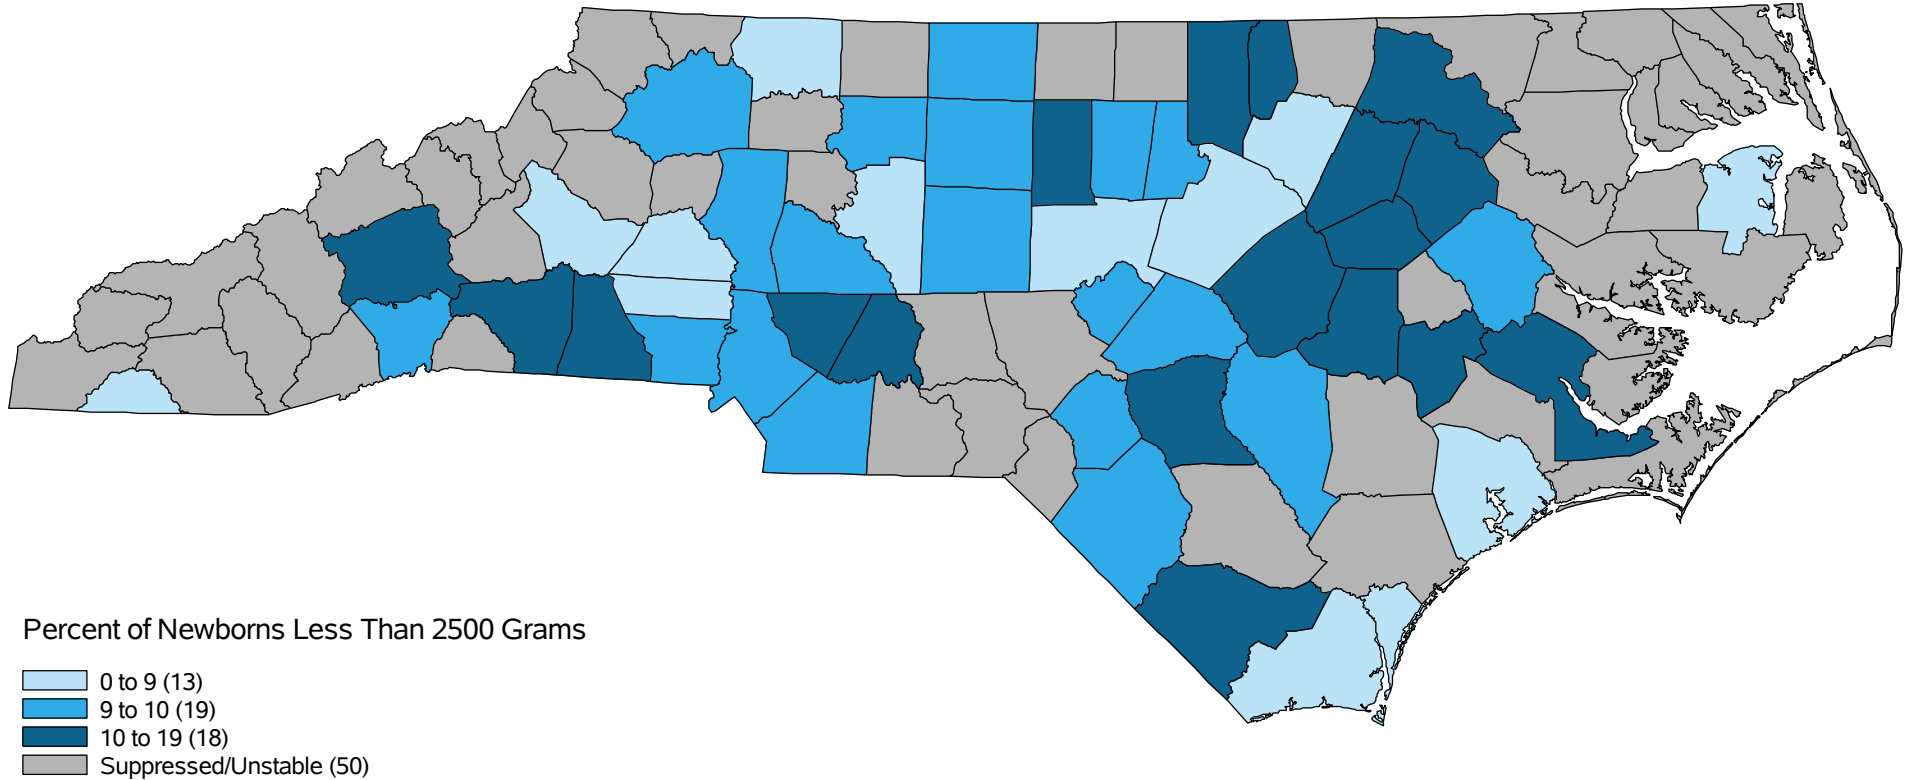 Percent of Newborns Less Than 2500 Grams
0 to 9 (13)
9 to 10 (19)
10 to 19 (18)
Suppressed/Unstable (50)